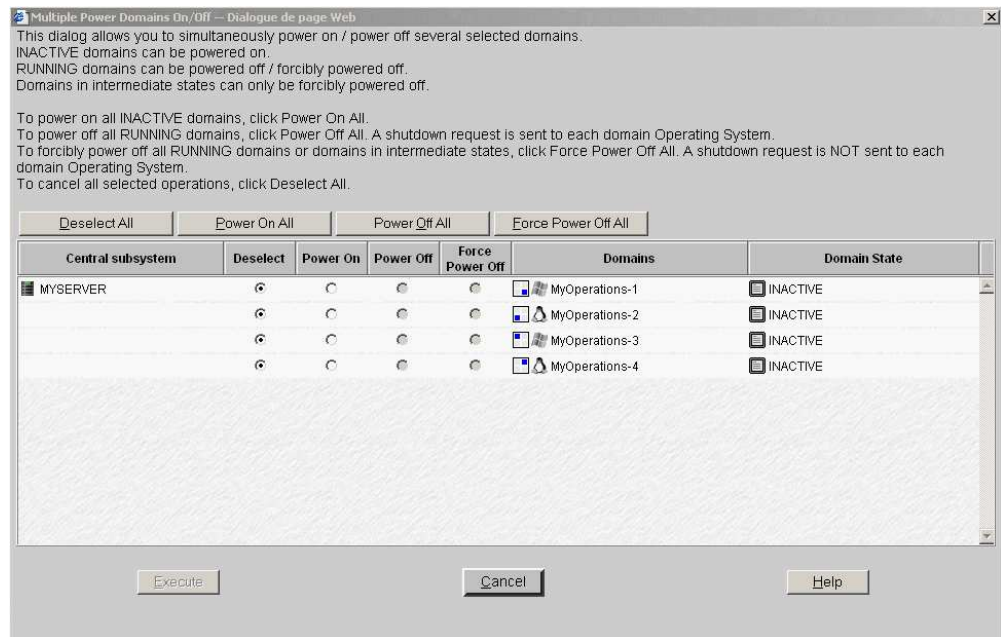 Multiple Power Domains On/Off -- Dialogue de page Web
This dialog allows you to simultaneously power on / power off several selected domains.
INACTIVE domains can be powered on.
RUNNING domains can be powered off / forcibly powered off.
Domains in intermediate states can only be forcibly powered off.
To power on all INACTIVE domains, click Power On All.
To power off all RUNNING domains, click Power Off All. A shutdown request is sent to each domain Operating System.
To forcibly power off all RUNNING domains or domains in intermediate states, click Force Power Off All. A shutdown request is NOT sent to each
domain Operating System.
To cancel all selected operations, click Deselect All.
Deselect All Power On All Power Off All Force Power Off All
Central subsystem Deselect Power On Power Off Force Power Off Domains Domain State
MYSERVER MyOperations-1 INACTIVE
MyOperations-2 INACTIVE
MyOperations-3 INACTIVE
MyOperations-4 INACTIVE
Execute Cancel Help